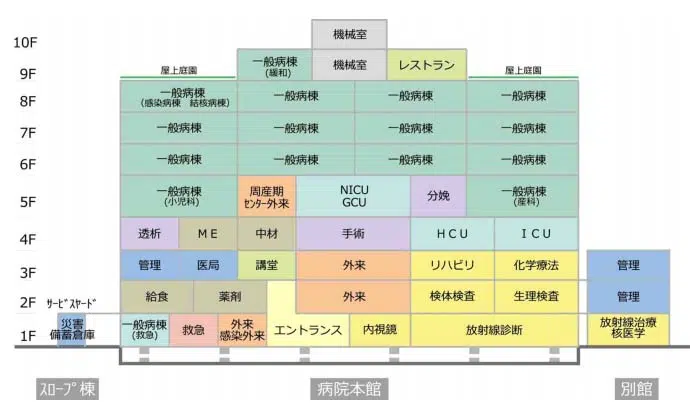 10F
機械室
9F
屋上庭園
一般病棟
(緩和)
機械室
レストラン
屋上庭園
8F
一般病棟
(感染病棟 結核病棟)
一般病棟
一般病棟
一般病棟
7F
一般病棟
一般病棟
一般病棟
一般病棟
6F
一般病棟
一般病棟
一般病棟
一般病棟
5F
一般病棟
(小児科)
周産期
ｾﾝﾀｰ外来
NICU
GCU
分娩
一般病棟
(産科)
4F
透析
ＭＥ
中材
手術
ＨＣＵ
ＩＣＵ
3F
管理
医局
講堂
外来
リハビリ
化学療法
管理
2F
ｻｰﾋﾞｽﾔｰﾄﾞ
給食
薬剤
外来
検体検査
生理検査
管理
1F
災害
備蓄倉庫
一般病棟
(救急)
救急
外来
感染外来
エントランス
内視鏡
放射線診断
放射線治療
核医学
ｽﾛｰﾌﾟ棟
病院本館
別館